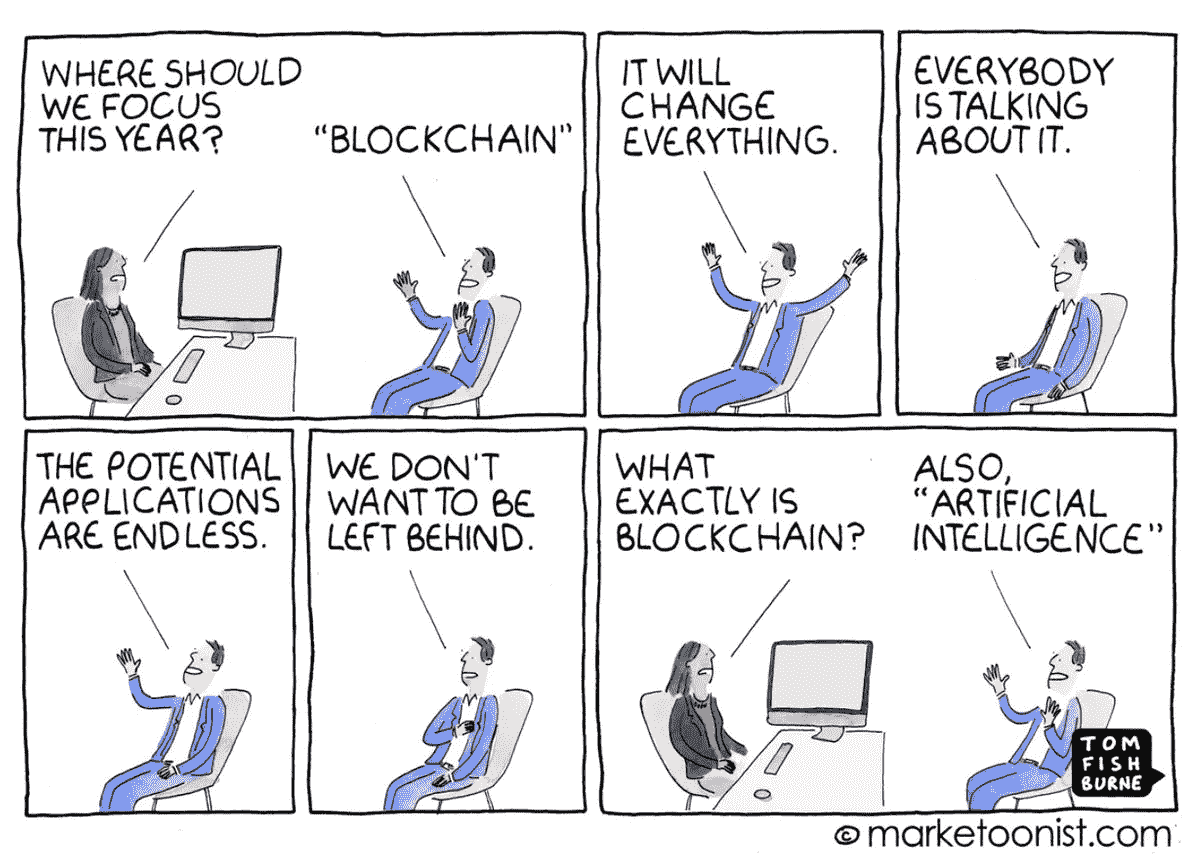 WHERE SHOULD
WE FOCUS
THIS YEAR?
"BLOCKCHAIN"
IT WILL
CHANGE
EVERYTHING.
EVERYBODY
IS TALKING
ABOUT IT.
THE POTENTIAL
APPLICATIONS
ARE ENDLESS.
WE DON'T
WANT TO BE
LEFT BEHIND.
WHAT
EXACTLY IS
BLOCKCHAIN?
ALSO,
"ARTIFICIAL
INTELLIGENCE"
TOM
FISH
BURNE
© marketoonist.com